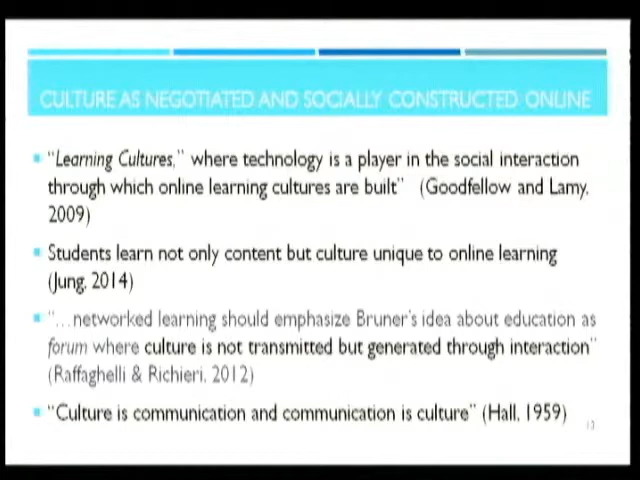 CULTURE AS NEGOTIATED AND SOCIALLY CONSTRUCTED ONLINE
"Learning Cultures," where technology is a player in the social interaction
through which online learning cultures are built" (Goodfellow and Lamy,
2009)
Students learn not only content but culture unique to online learning
(Jung, 2014)
"…networked learning should emphasize Bruner's idea about education as
forum where culture is not transmitted but generated through interaction"
(Raffaghelli & Richieri, 2012)
"Culture is communication and communication is culture" (Hall, 1959)